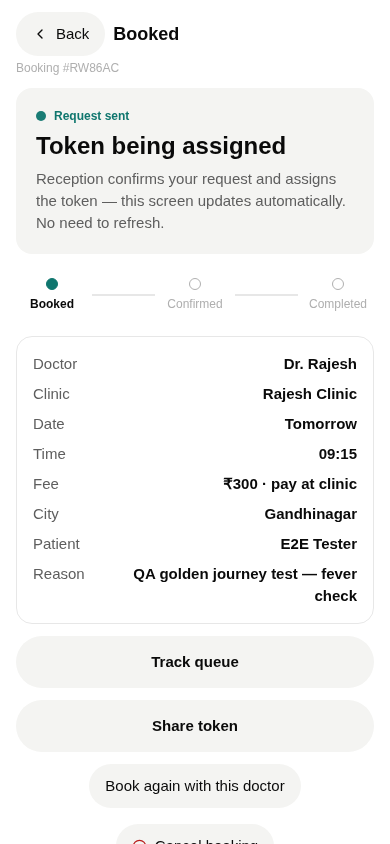 Back
Booked
Booking #RW86AC
Request sent
Token being assigned
Reception confirms your request and assigns
the token — this screen updates automatically.
No need to refresh.
Booked
Confirmed
Completed
Doctor Dr. Rajesh
Clinic Rajesh Clinic
Date Tomorrow
Time 09:15
Fee ₹300 · pay at clinic
City Gandhinagar
Patient E2E Tester
Reason QA golden journey test — fever
check
Track queue
Share token
Book again with this doctor
Cancel booking